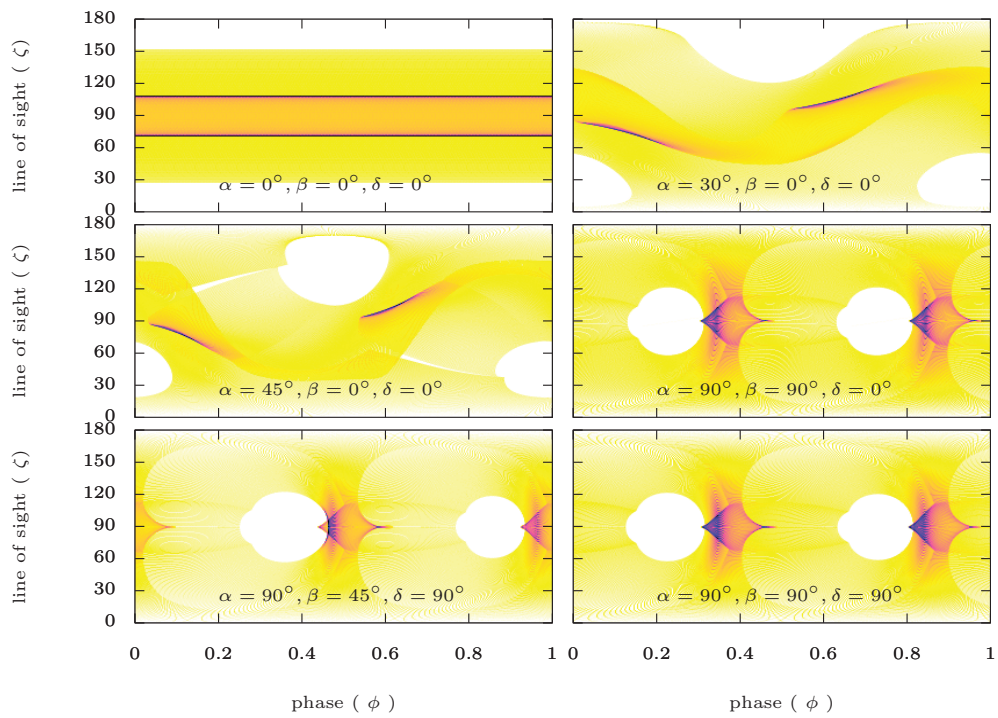 180
150
120
90
60
30
0
line of sight ( ζ)
α = 0°, β = 0°, δ = 0°
α = 30°, β = 0°, δ = 0°
180
150
120
90
60
30
0
line of sight ( ζ)
α = 45°, β = 0°, δ = 0°
α = 90°, β = 90°, δ = 0°
180
150
120
90
60
30
0
line of sight ( ζ)
α = 90°, β = 45°, δ = 90°
α = 90°, β = 90°, δ = 90°
0 0.2 0.4 0.6 0.8 1
0 0.2 0.4 0.6 0.8 1
phase ( ϕ )
phase ( ϕ )